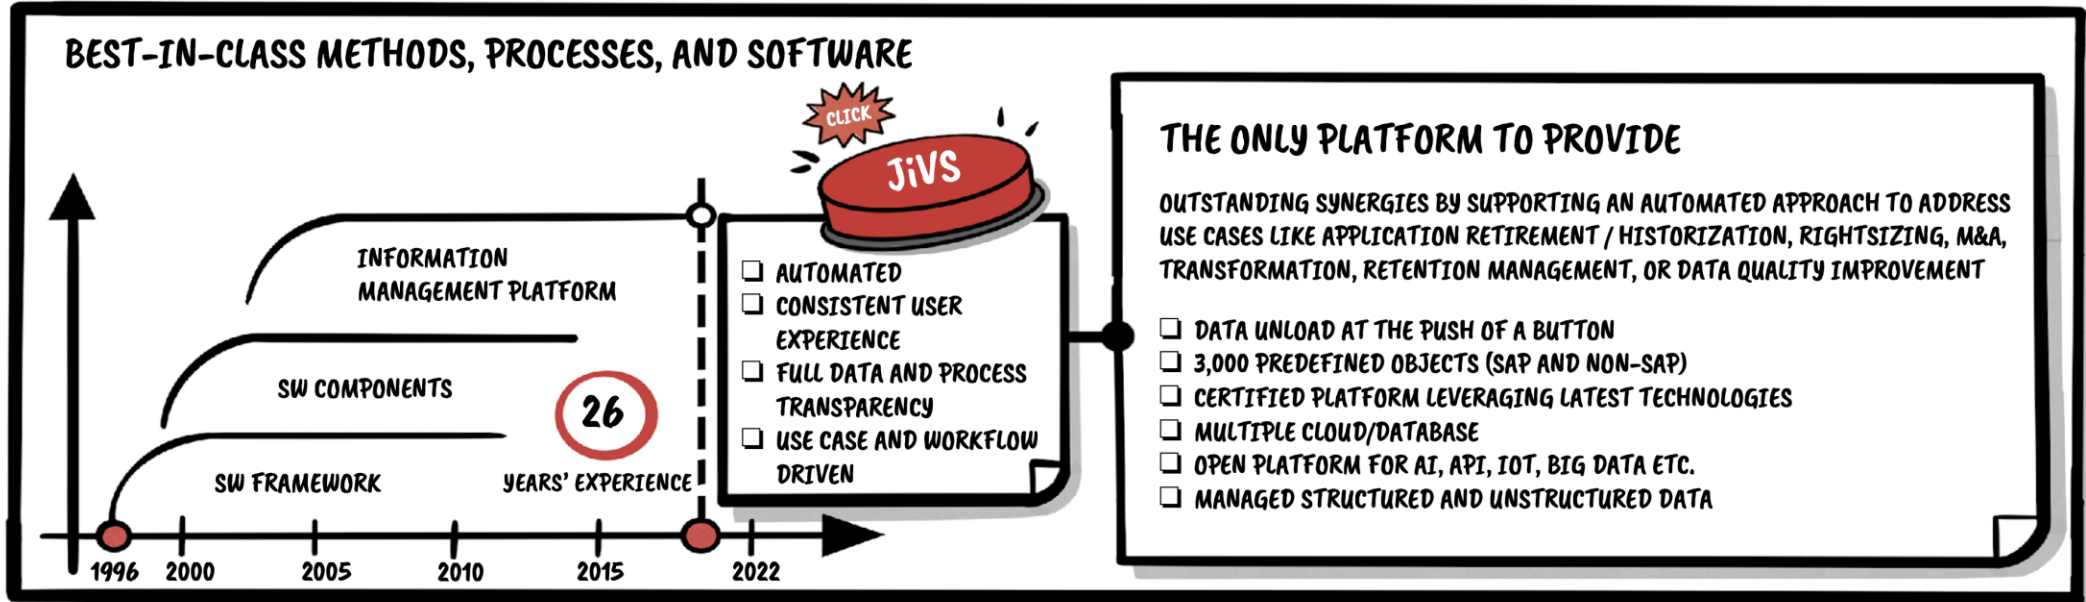 BEST-IN-CLASS METHODS, PROCESSES, AND SOFTWARE
CLICK
JiVS
INFORMATION
MANAGEMENT PLATFORM
SW COMPONENTS
SW FRAMEWORK
26
YEARS' EXPERIENCE
1996 2000 2005 2010 2015 2022
AUTOMATED
CONSISTENT USER
EXPERIENCE
FULL DATA AND PROCESS
TRANSPARENCY
USE CASE AND WORKFLOW
DRIVEN
THE ONLY PLATFORM TO PROVIDE
OUTSTANDING SYNERGIES BY SUPPORTING AN AUTOMATED APPROACH TO ADDRESS
USE CASES LIKE APPLICATION RETIREMENT / HISTORIZATION, RIGHTSIZING, M&A,
TRANSFORMATION, RETENTION MANAGEMENT, OR DATA QUALITY IMPROVEMENT
DATA UNLOAD AT THE PUSH OF A BUTTON
3,000 PREDEFINED OBJECTS (SAP AND NON-SAP)
CERTIFIED PLATFORM LEVERAGING LATEST TECHNOLOGIES
MULTIPLE CLOUD/DATABASE
OPEN PLATFORM FOR AI, API, IOT, BIG DATA ETC.
MANAGED STRUCTURED AND UNSTRUCTURED DATA